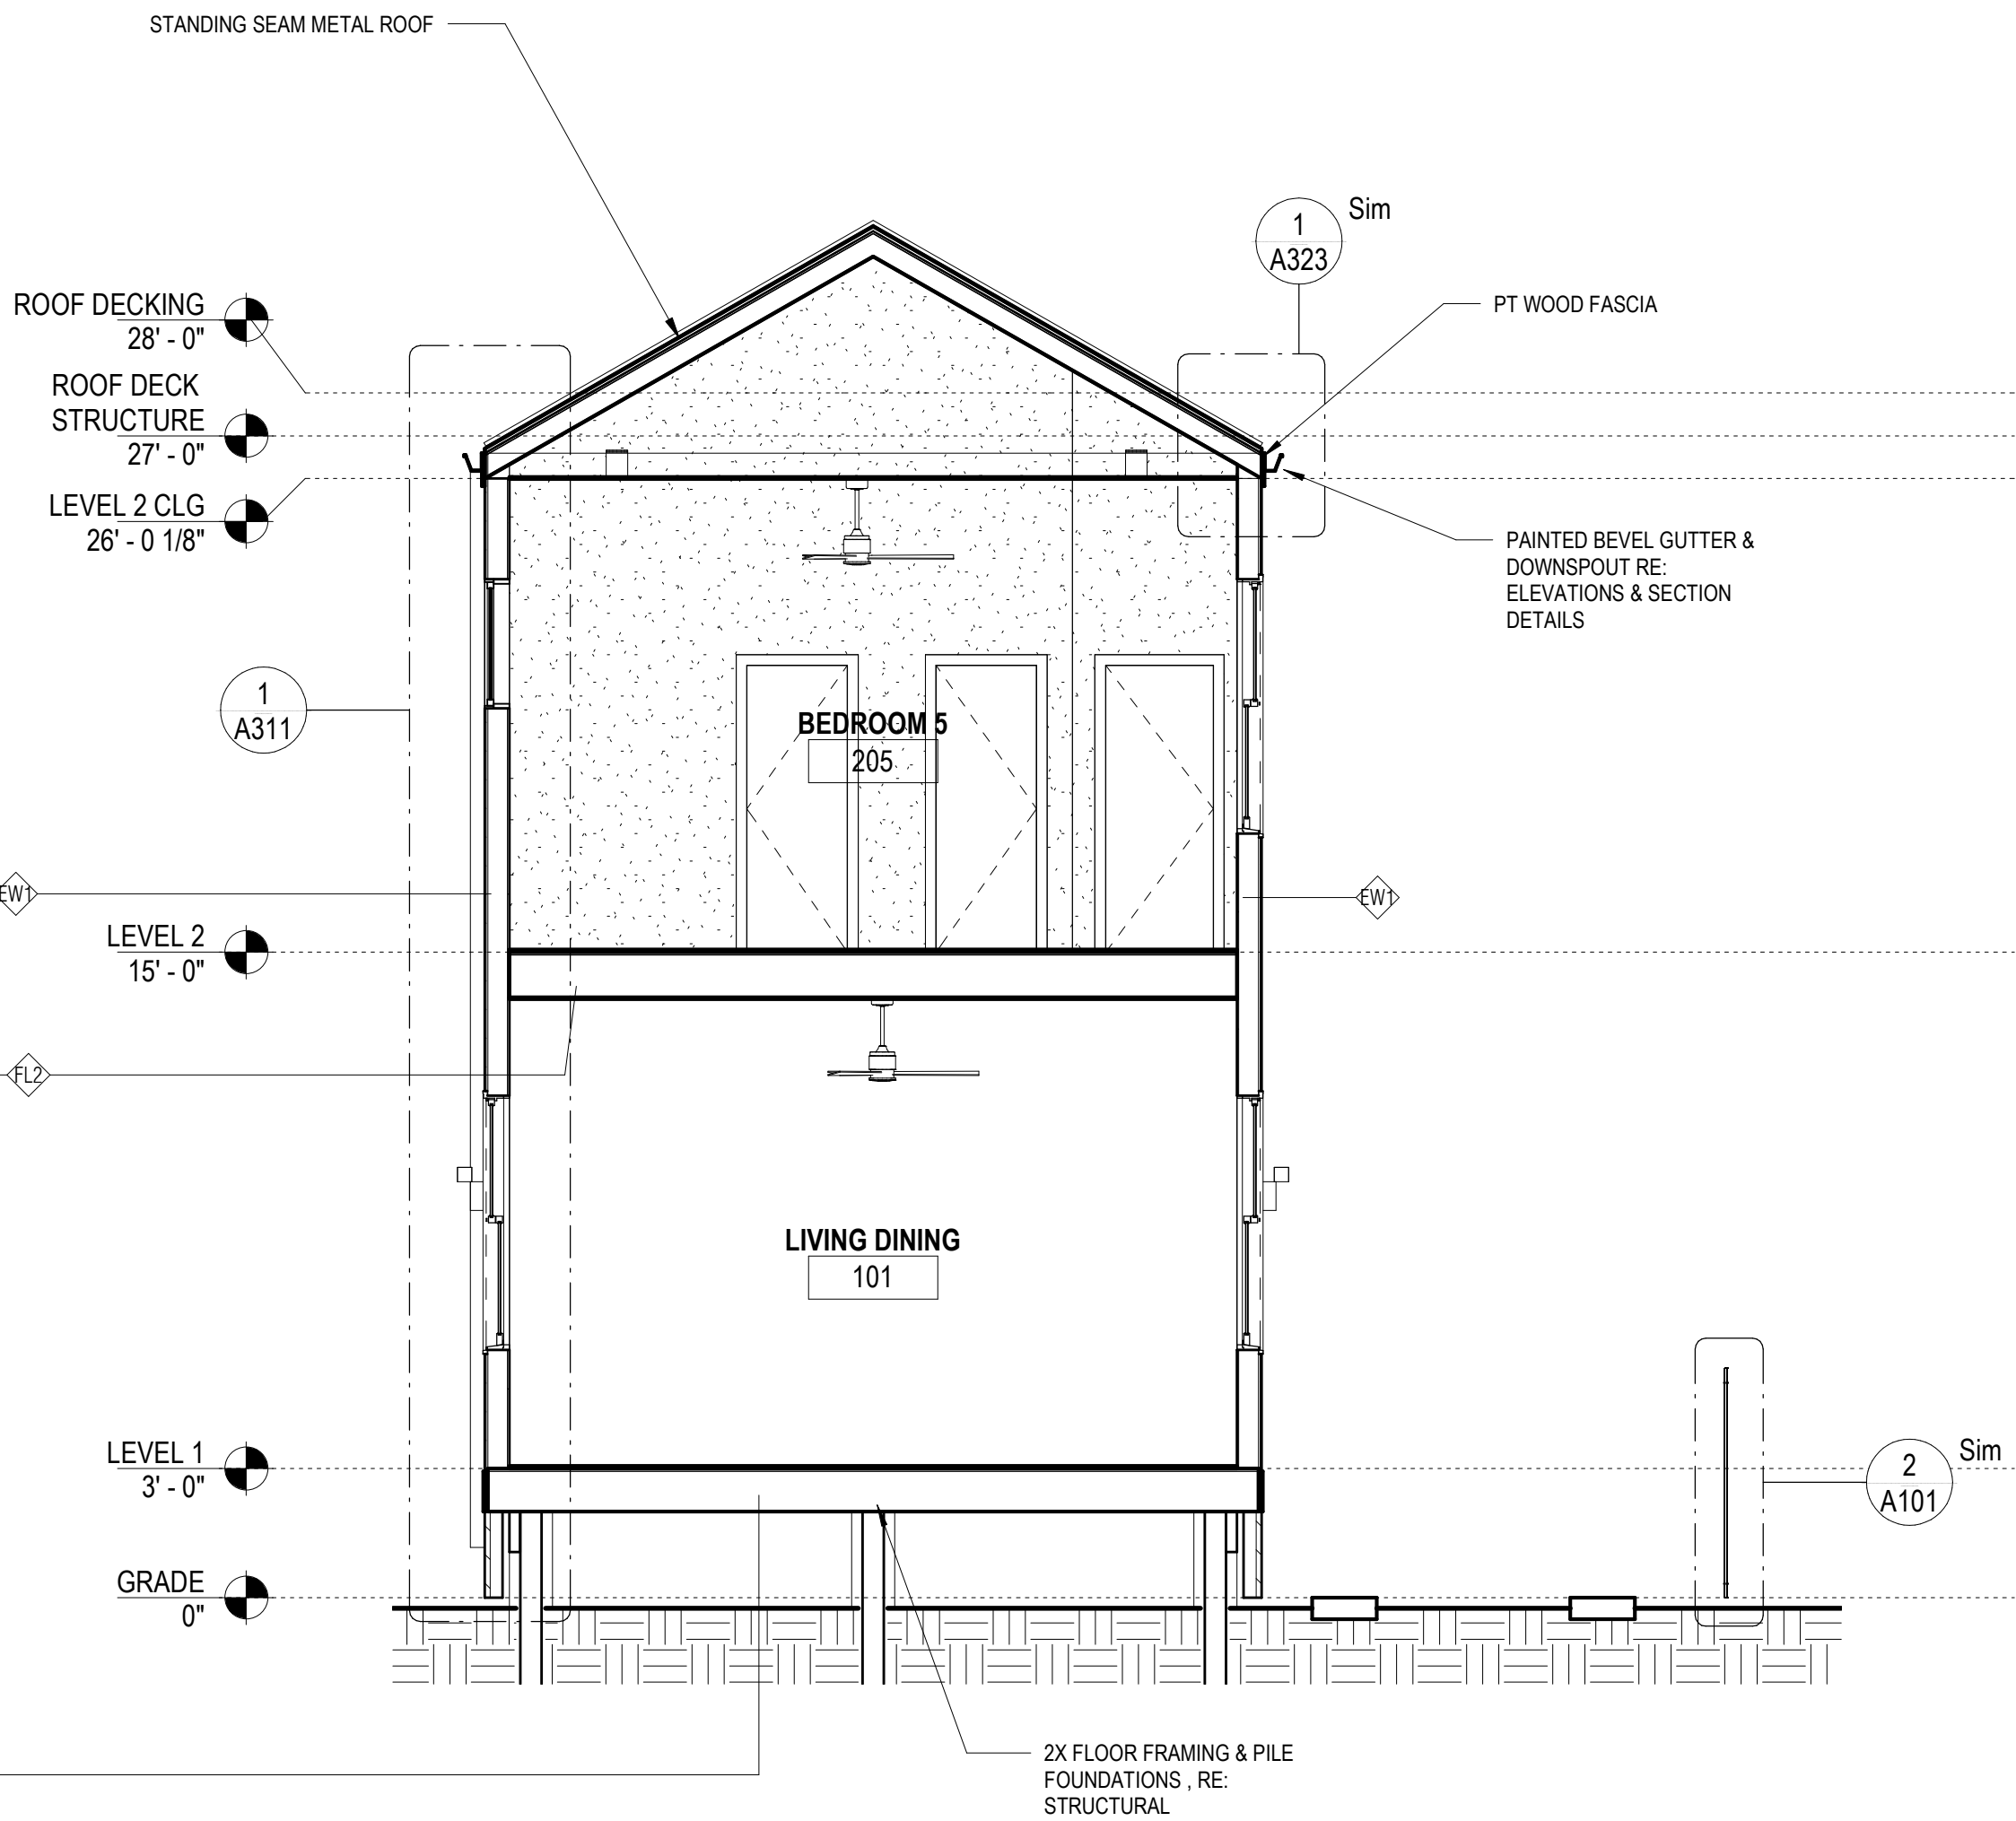 STANDING SEAM METAL ROOF
1
A323
Sim
ROOF DECKING
28' - 0"
PT WOOD FASCIA
ROOF DECK
STRUCTURE
27' - 0"
LEVEL 2 CLG
26' - 0 1/8"
PAINTED BEVEL GUTTER &
DOWNSPOUT RE:
ELEVATIONS & SECTION
DETAILS
1
A311
BEDROOM 5
205
EW1
EW1
LEVEL 2
15' - 0"
FL2
LIVING DINING
101
LEVEL 1
3' - 0"
2
A101
Sim
GRADE
0"
2X FLOOR FRAMING & PILE
FOUNDATIONS , RE:
STRUCTURAL